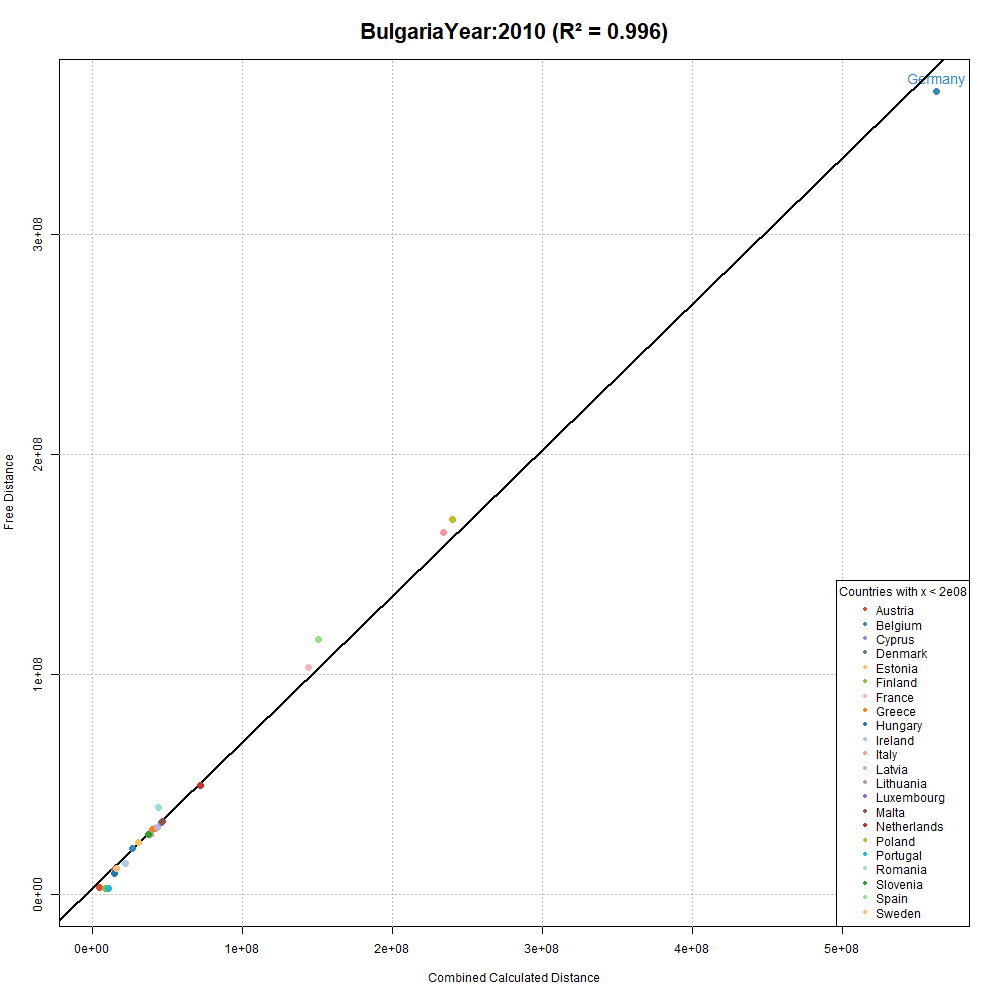 BulgariaYear:2010 (R² = 0.996)
Germany
3e+08
2e+08
1e+08
0e+00
Free Distance
Countries with x < 2e08
Austria
Belgium
Cyprus
Denmark
Estonia
Finland
France
Greece
Hungary
Ireland
Italy
Latvia
Lithuania
Luxembourg
Malta
Netherlands
Poland
Portugal
Romania
Slovenia
Spain
Sweden
0e+00 1e+08 2e+08 3e+08 4e+08 5e+08
Combined Calculated Distance